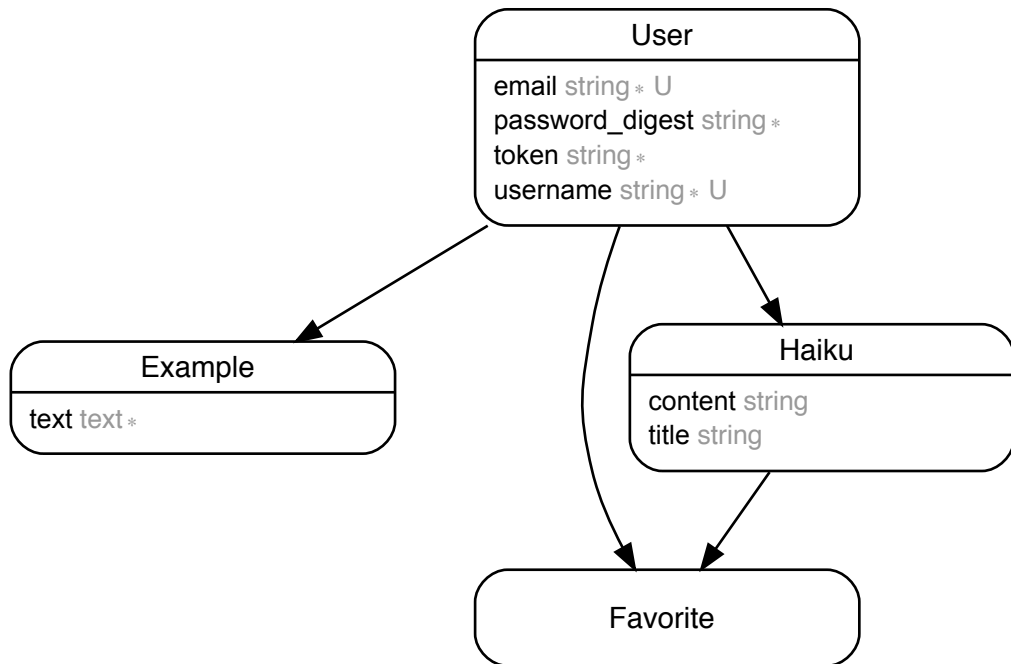 User
email string * U
password_digest string *
token string *
username string * U
Example
text text *
Haiku
content string
title string
Favorite